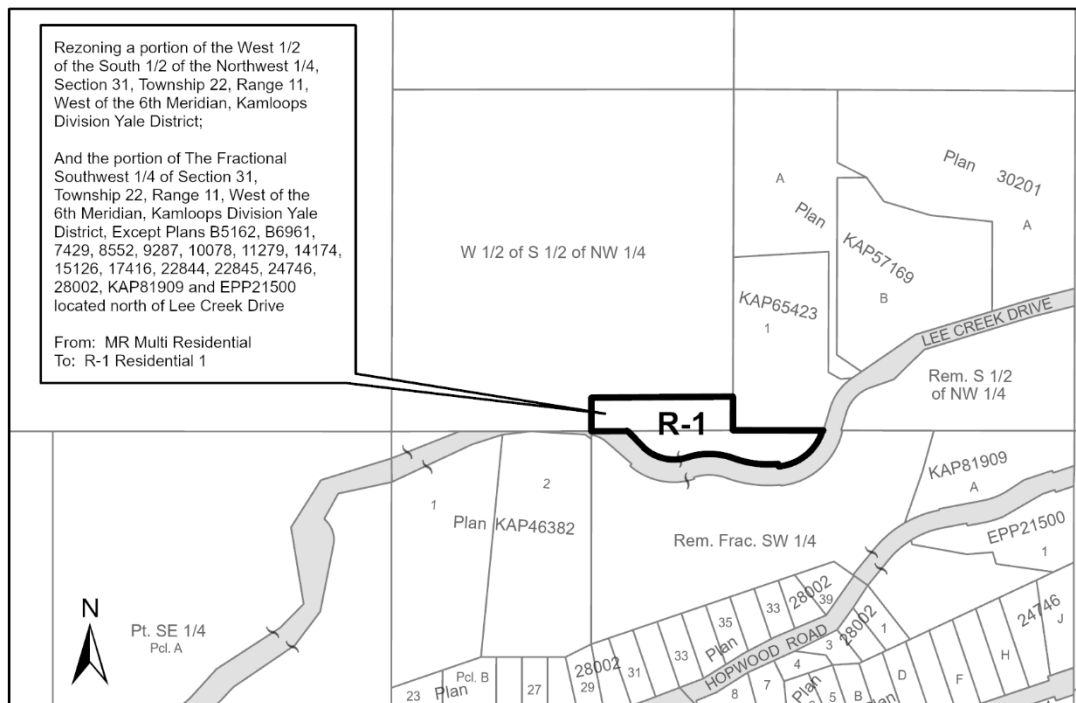 Rezoning a portion of the West 1/2
of the South 1/2 of the Northwest 1/4,
Section 31, Township 22, Range 11,
West of the 6th Meridian, Kamloops
Division Yale District;
And the portion of The Fractional
Southwest 1/4 of Section 31,
Township 22, Range 11, West of the
6th Meridian, Kamloops Division Yale
District, Except Plans B5162, B6961,
7429, 8552, 9287, 10078, 11279, 14174,
15126, 17416, 22844, 22845, 24746,
28002, KAP81909 and EPP21500
located north of Lee Creek Drive
From: MR Multi Residential
To: R-1 Residential 1
Plan 30201
A
A
Plan
KAP57169
B
W 1/2 of S 1/2 of NW 1/4
KAP65423
1
LEE CREEK DRIVE
Rem. S 1/2
of NW 1/4
R-1
KAP81909
A
1
2
Plan KAP46382
EPP21500
1
Rem. Frac. SW 1/4
N
Pt. SE 1/4
Pcl. A
28002
39
33
35
Plan
33
31
28002
29
27
Pcl. B
Plan
23
HOPWOOD ROAD
28002
1
3
4
7
8
Plan
5
B
Plan
D
F
H
24746
J